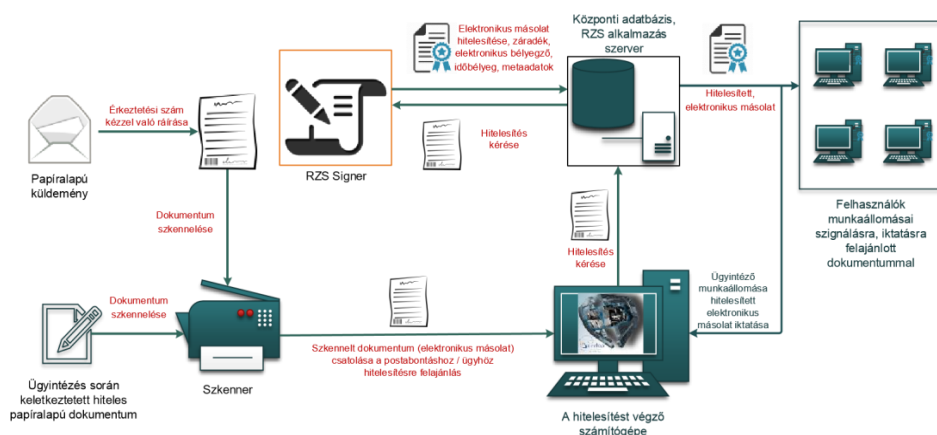 Elektronikus másolat
hitelesítése, záradék,
elektronikus bélyegző,
időbélyeg, metaadatok
Központi adatbázis,
RZS alkalmazás
szerver
Érkeztetési szám
kézzel való ráírása
Hitelesített,
elektronikus másolat
Papíralapú
küldemény
RZS Signer
Hitelesítés
kérése
Felhasználók
munkaállomásai
szignálásra, iktatásra
felajánlott
dokumentummal
Dokumentum
szkennelése
Hitelesítés
kérése
Ügyintéző
munkaállomása
hitelesített
elektronikus
másolat iktatása
Dokumentum
szkennelése
Szkennelt dokumentum (elektronikus másolat)
csatolása a postabontáshoz / ügyhöz
hitelesítésre felajánlás
Ügyintézés során
keletkeztetett hiteles
papíralapú dokumentum
Szkenner
A hitelesítést végző
számítógépe